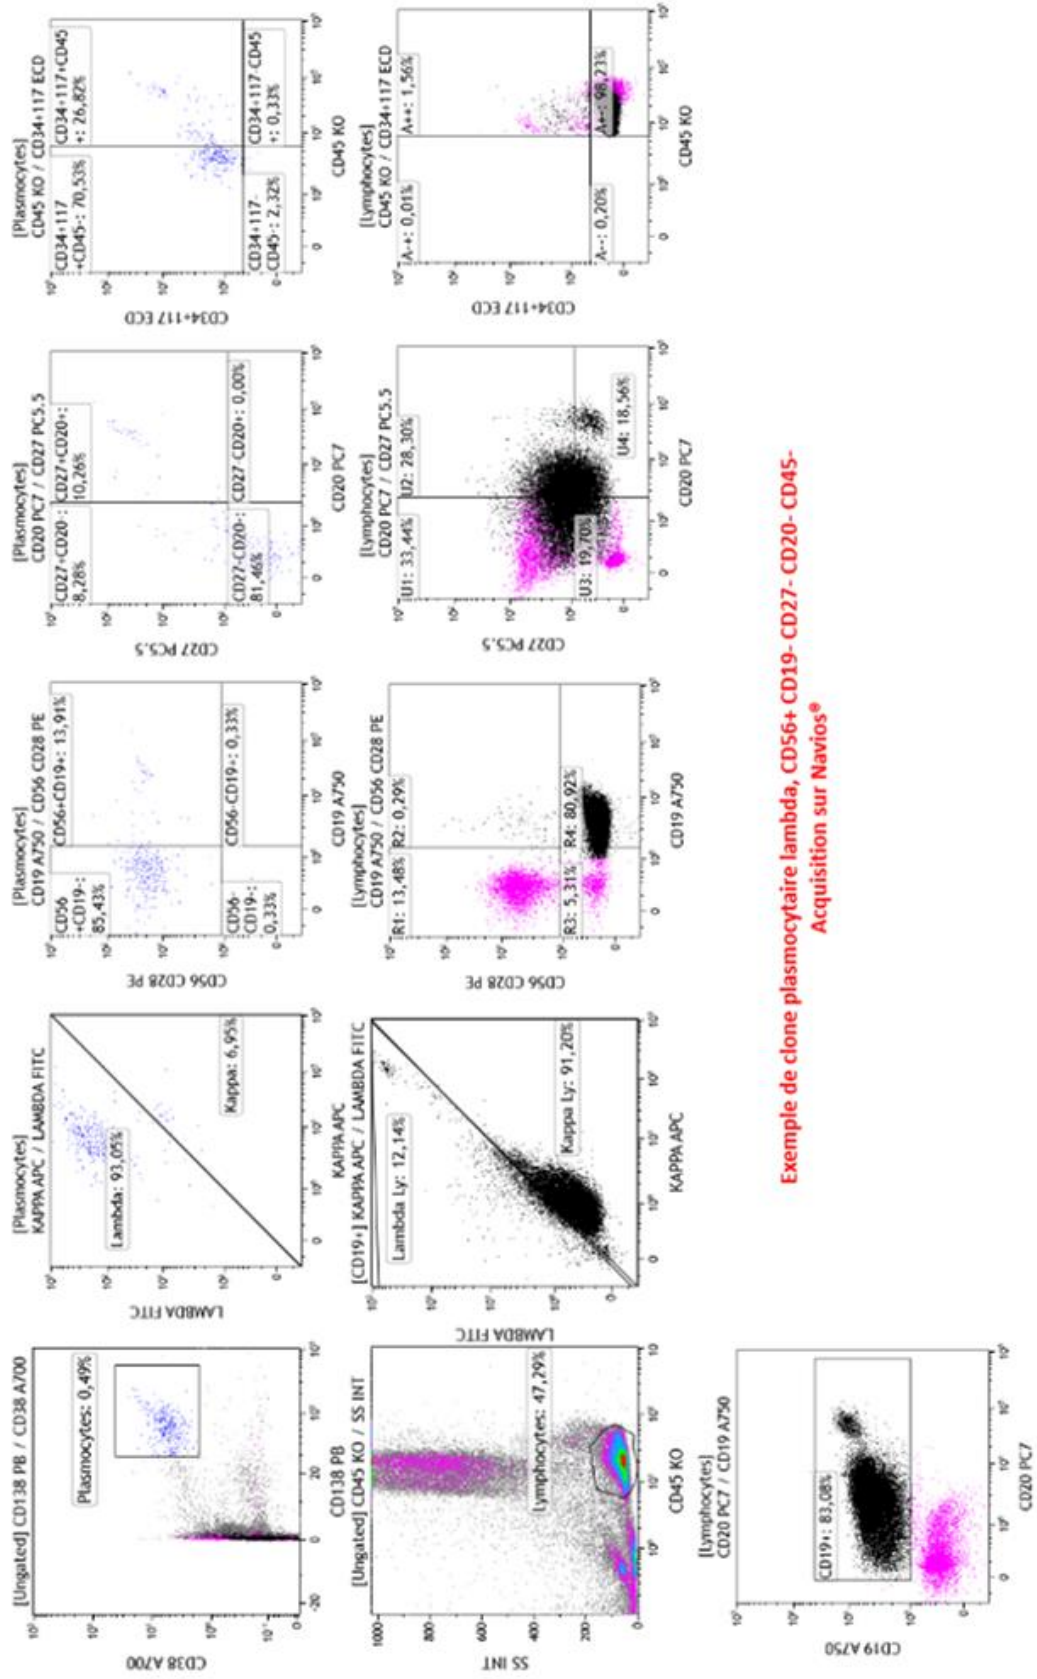 [Ungated] CD138 PB / CD38 A700
Plasmocytes: 0,49%
CD38 A700
CD138 PB
[Plasmocytes]
KAPPA APC / LAMBDA FITC
Lambda: 93,05%
Kappa: 6,95%
LAMBDA FITC
KAPPA APC
[Plasmocytes]
CD19 A750 / CD56 CD28 PE
CD56
+CD19-:
85,43%
CD56+CD19+: 13,91%
CD56-
CD19-:
0,33%
CD56-CD19+: 0,33%
CD56 CD28 PE
CD19 A750
[Plasmocytes]
CD20 PC7 / CD27 PC5.5
CD27+CD20-:
8,28%
CD27+CD20+:
10,26%
CD27-CD20-:
81,46%
CD27-CD20+: 0,00%
CD27 PC5.5
CD20 PC7
[Plasmocytes]
CD45 KO / CD34+117 ECD
CD34+117
+CD45-: 70,53%
CD34+117+CD45
+: 26,82%
CD34+117-
CD45-: 2,32%
CD34+117-CD45
+: 0,33%
CD34+117 ECD
CD45 KO
[Ungated] CD45 KO / SS INT
1000
800
600
400
200
0
Lymphocytes: 47,29%
SS INT
CD45 KO
[CD19+] KAPPA APC / LAMBDA FITC
Lambda Ly: 12,14%
Kappa Ly: 91,20%
LAMBDA FITC
KAPPA APC
[Lymphocytes]
CD19 A750 / CD56 CD28 PE
R1: 13,48%
R2: 0,29%
R3: 5,31%
R4: 80,92%
CD56 CD28 PE
CD19 A750
[Lymphocytes]
CD20 PC7 / CD27 PC5.5
U1: 33,44%
U2: 28,30%
U3: 19,70%
U4: 18,56%
CD27 PC5.5
CD20 PC7
[Lymphocytes]
CD45 KO / CD34+117 ECD
A-+: 0,01%
A++: 1,56%
A--: 0,20%
A+-: 98,23%
CD34+117 ECD
CD45 KO
[Lymphocytes]
CD20 PC7 / CD19 A750
CD19+: 83,08%
CD19 A750
CD20 PC7
Exemple de clone plasmocytaire lambda, CD56+ CD19- CD27- CD20- CD45-
Acquisition sur Navios®